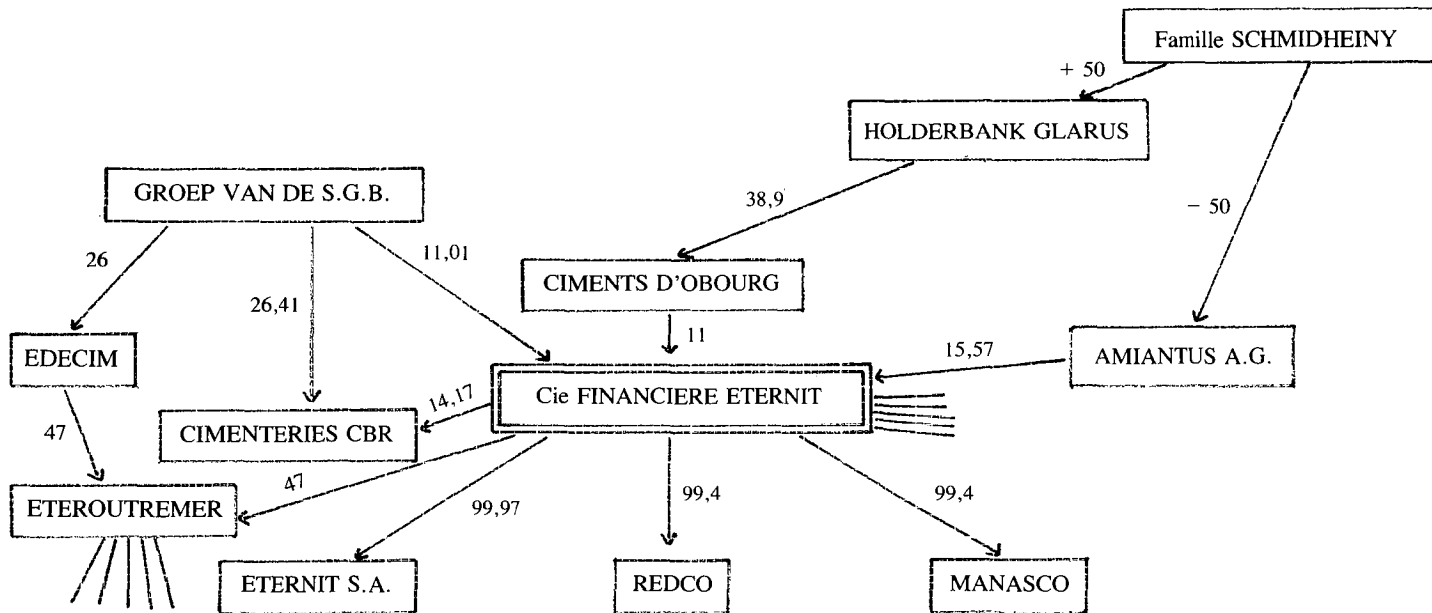 Famille SCHMIDHEINY
+ 50
HOLDERBANK GLARUS
GROEP VAN DE S.G.B.
38,9
- 50
26
11,01
CIMENTS D'OBOURG
26,41
11
EDECIM
15,57
AMIANTUS A.G.
14,17
Cie FINANCIERE ETERNIT
47
CIMENTERIES CBR
47
ETEROUTREMER
99,97
99,4
99,4
ETERNIT S.A.
REDCO
MANASCO